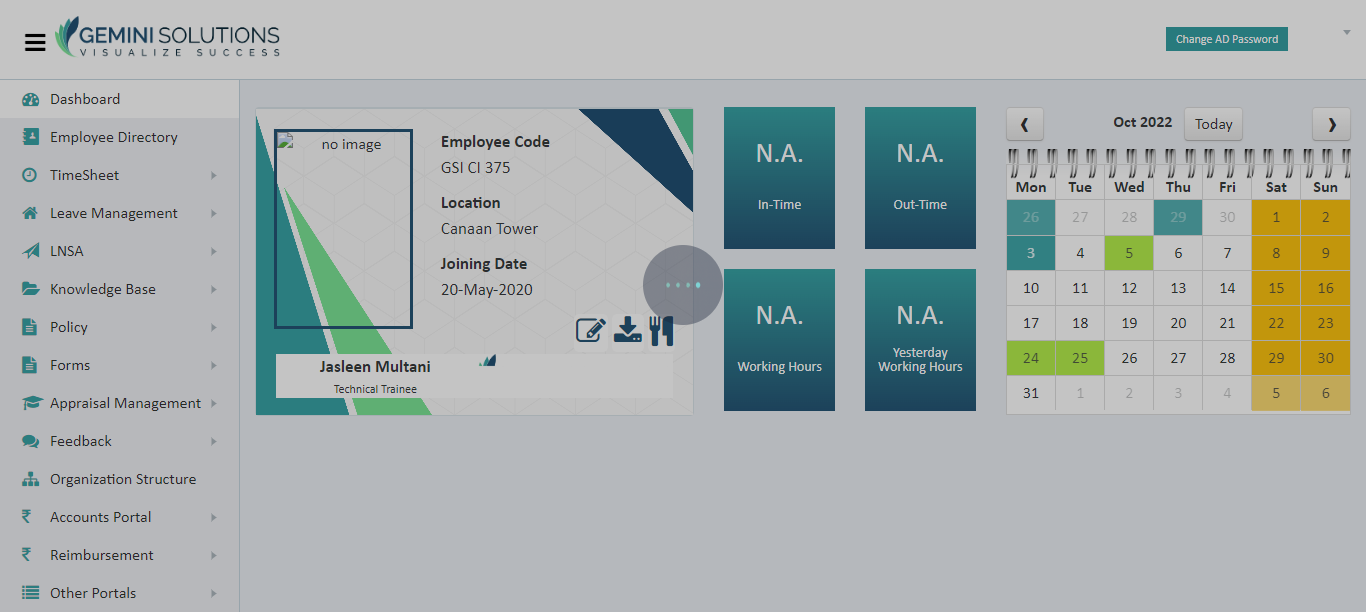 GEMINI SOLUTIONS
VISUALIZE SUCCESS
Change AD Password
Dashboard
Employee Directory
TimeSheet
Leave Management
LNSA
Knowledge Base
Policy
Forms
Appraisal Management
Feedback
Organization Structure
Accounts Portal
Reimbursement
Other Portals
no image
Employee Code
GSI CI 375
Location
Canaan Tower
Joining Date
20-May-2020
Jasleen Multani
Technical Trainee
N.A.
In-Time
N.A.
Out-Time
N.A.
Working Hours
N.A.
Yesterday
Working Hours
❮ Oct 2022 Today ❯
Mon Tue Wed Thu Fri Sat Sun
26 27 28 29 30 1 2
3 4 5 6 7 8 9
10 11 12 13 14 15 16
17 18 19 20 21 22 23
24 25 26 27 28 29 30
31 1 2 3 4 5 6